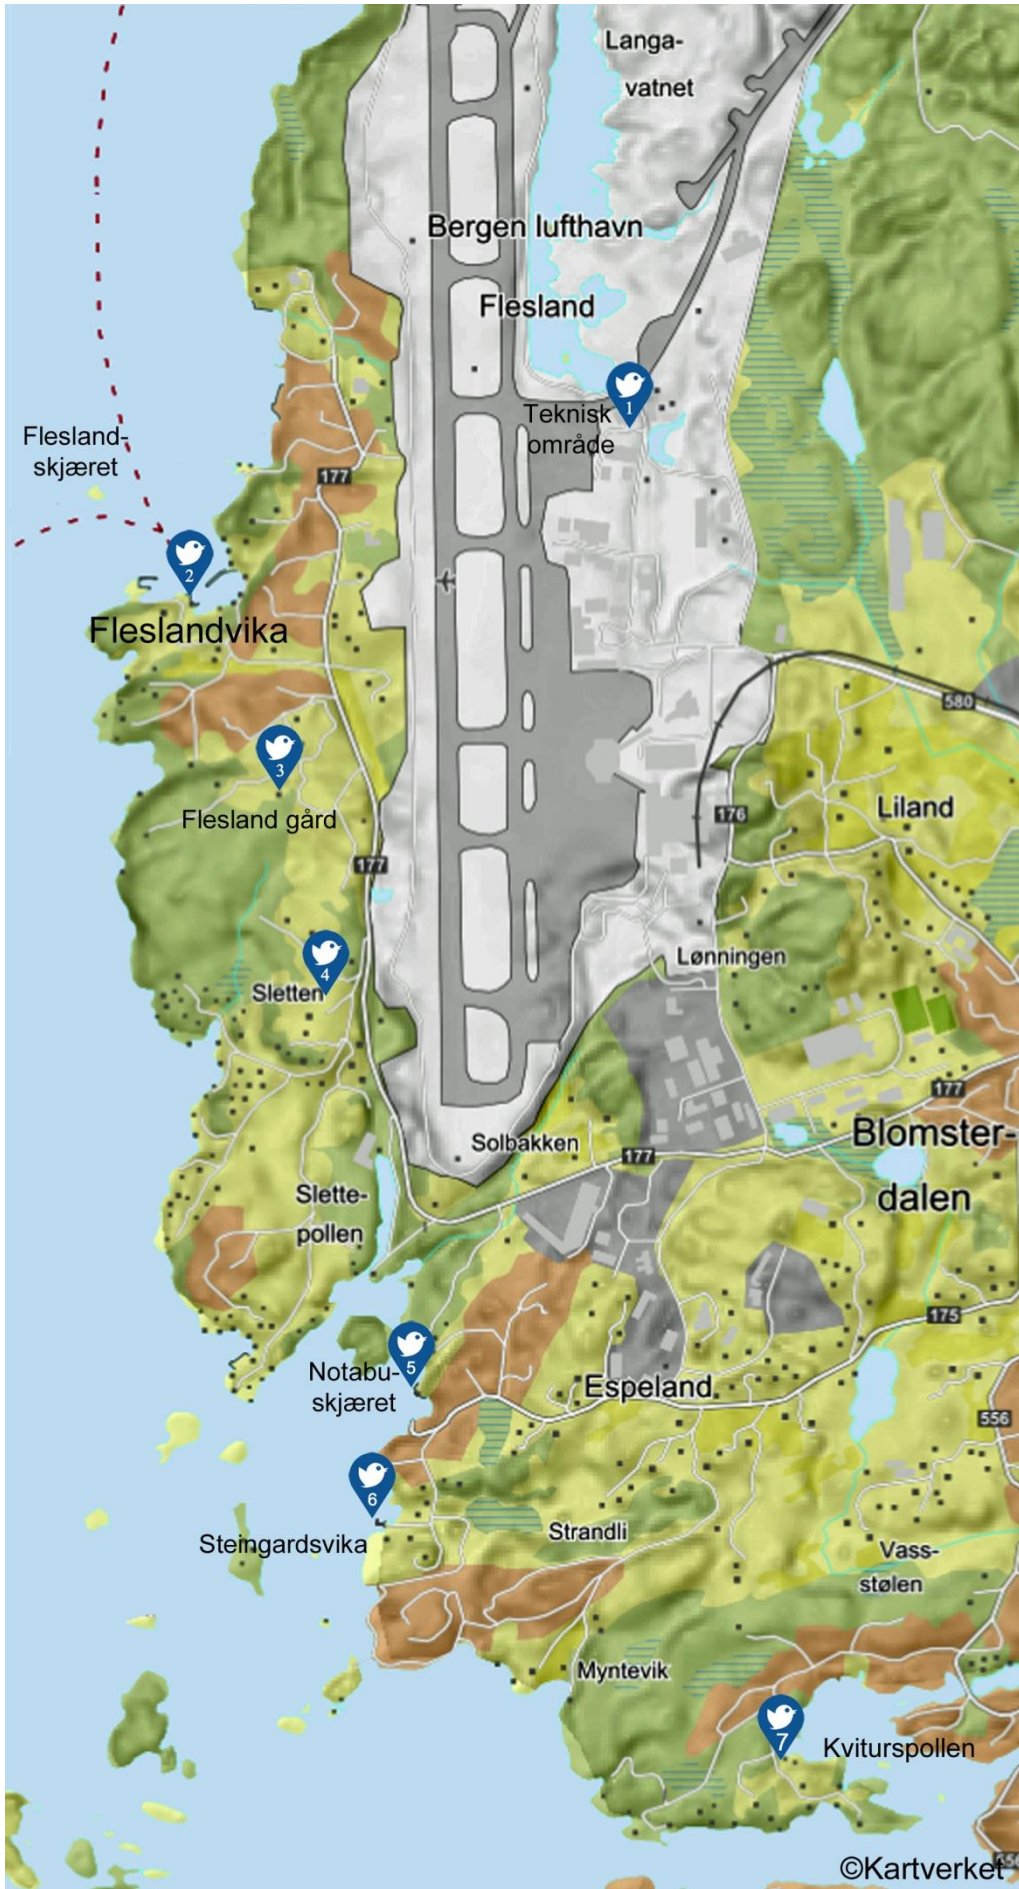 Langa-
vatnet
Bergen lufthavn
Flesland
1
Teknisk
område
Flesland-
skjæret
177
2
Fleslandvika
580
3
Flesland gård
176
Liland
177
4
Sletten
Lønningen
177
Solbakken
177
Blomster-
dalen
Slette-
pollen
175
5
Notabu-
skjæret
Espeland
556
6
Steingardsvika
Strandli
Vass-
stølen
Myntevik
7
Kviturspollen
©Kartverket